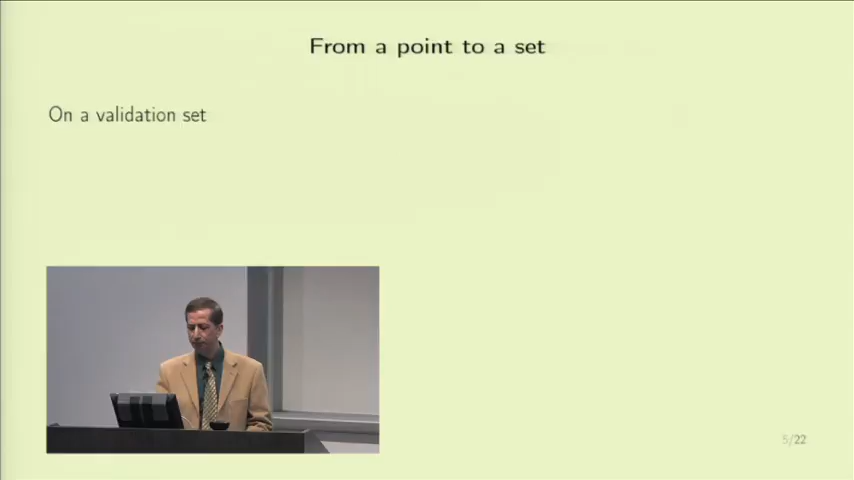 From a point to a set
On a validation set
5/22